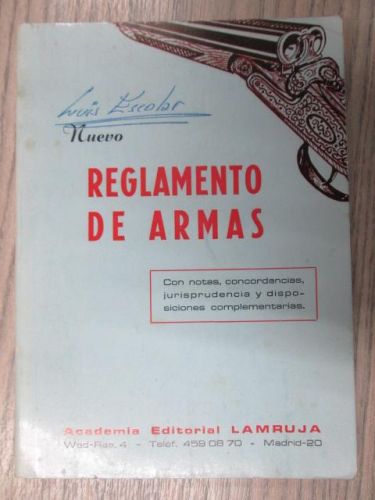 Luis Escolar
Nuevo
REGLAMENTO
DE ARMAS
Con notas, concordancias,
jurisprudencia y dispo-
siciones complementarias.
Academia Editorial LAMRUJA
Wad-Ras, 4 - Teléf. 459 08 70 - Madrid-20